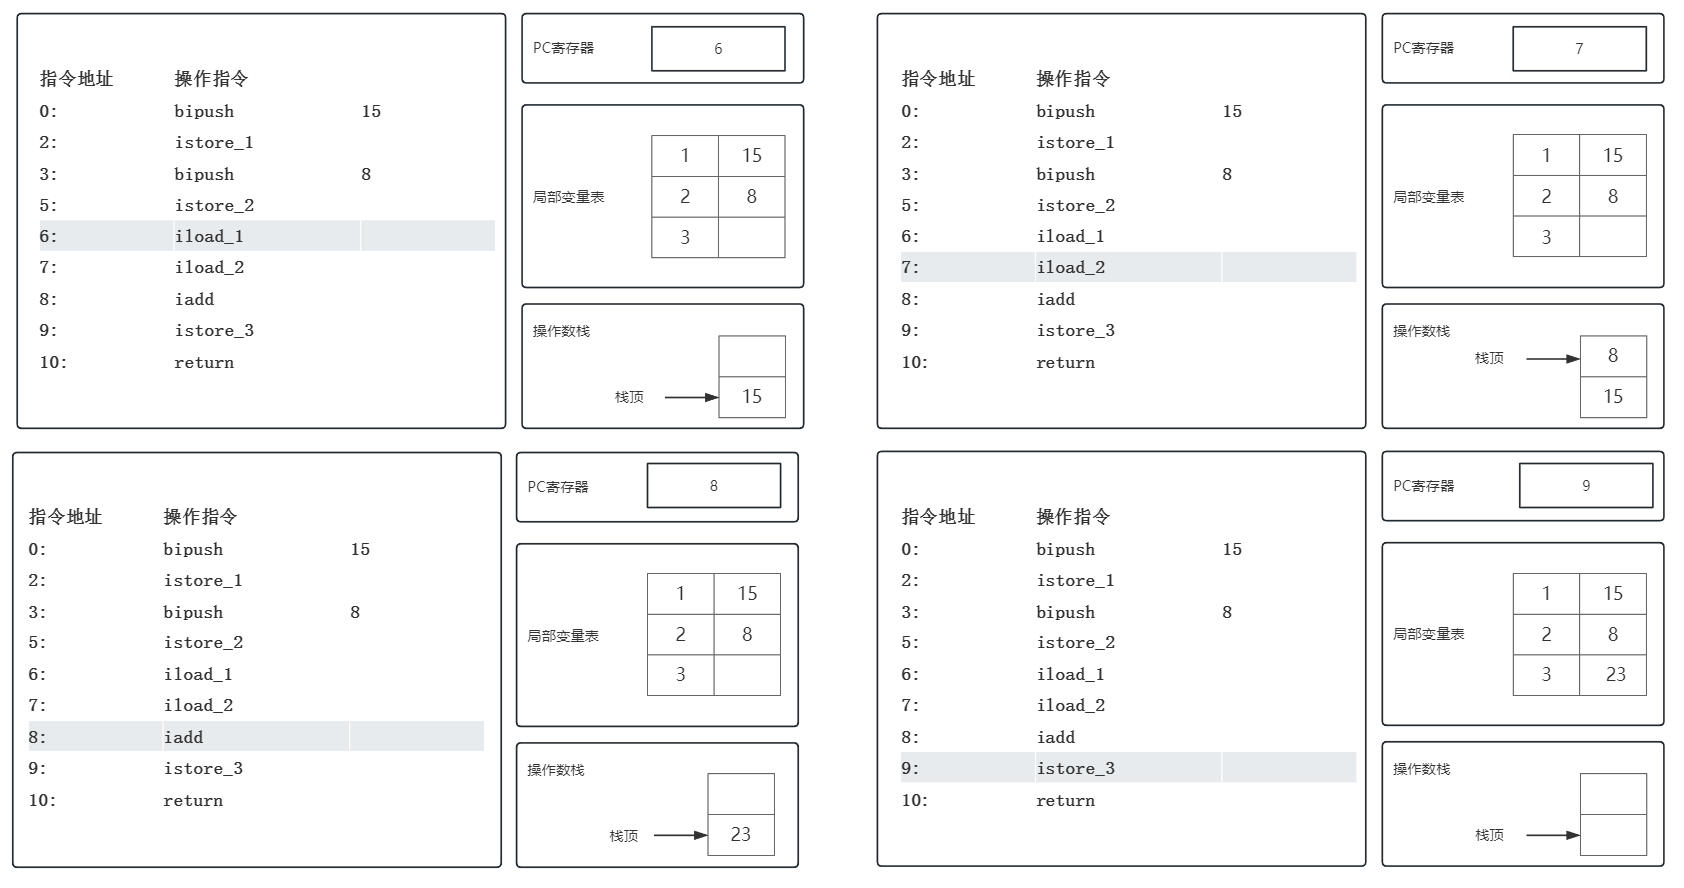 指令地址 操作指令
0: bipush 15
2: istore_1
3: bipush 8
5: istore_2
6: iload_1
7: iload_2
8: iadd
9: istore_3
10: return
PC寄存器 6
局部变量表
1 15
2 8
3
操作数栈
栈顶 15
指令地址 操作指令
0: bipush 15
2: istore_1
3: bipush 8
5: istore_2
6: iload_1
7: iload_2
8: iadd
9: istore_3
10: return
PC寄存器 7
局部变量表
1 15
2 8
3
操作数栈
栈顶 8
15
指令地址 操作指令
0: bipush 15
2: istore_1
3: bipush 8
5: istore_2
6: iload_1
7: iload_2
8: iadd
9: istore_3
10: return
PC寄存器 8
局部变量表
1 15
2 8
3
操作数栈
栈顶 23
指令地址 操作指令
0: bipush 15
2: istore_1
3: bipush 8
5: istore_2
6: iload_1
7: iload_2
8: iadd
9: istore_3
10: return
PC寄存器 9
局部变量表
1 15
2 8
3 23
操作数栈
栈顶